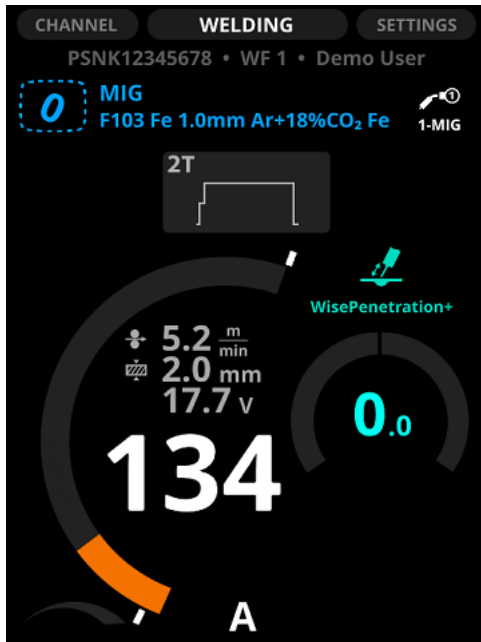 CHANNEL WELDING SETTINGS
PSNK12345678 • WF 1 • Demo User
0 MIG
F103 Fe 1.0mm Ar+18%CO₂ Fe
1
1-MIG
2T
WisePenetration+
5.2 m/min
2.0 mm
17.7 V
134
0.0
A